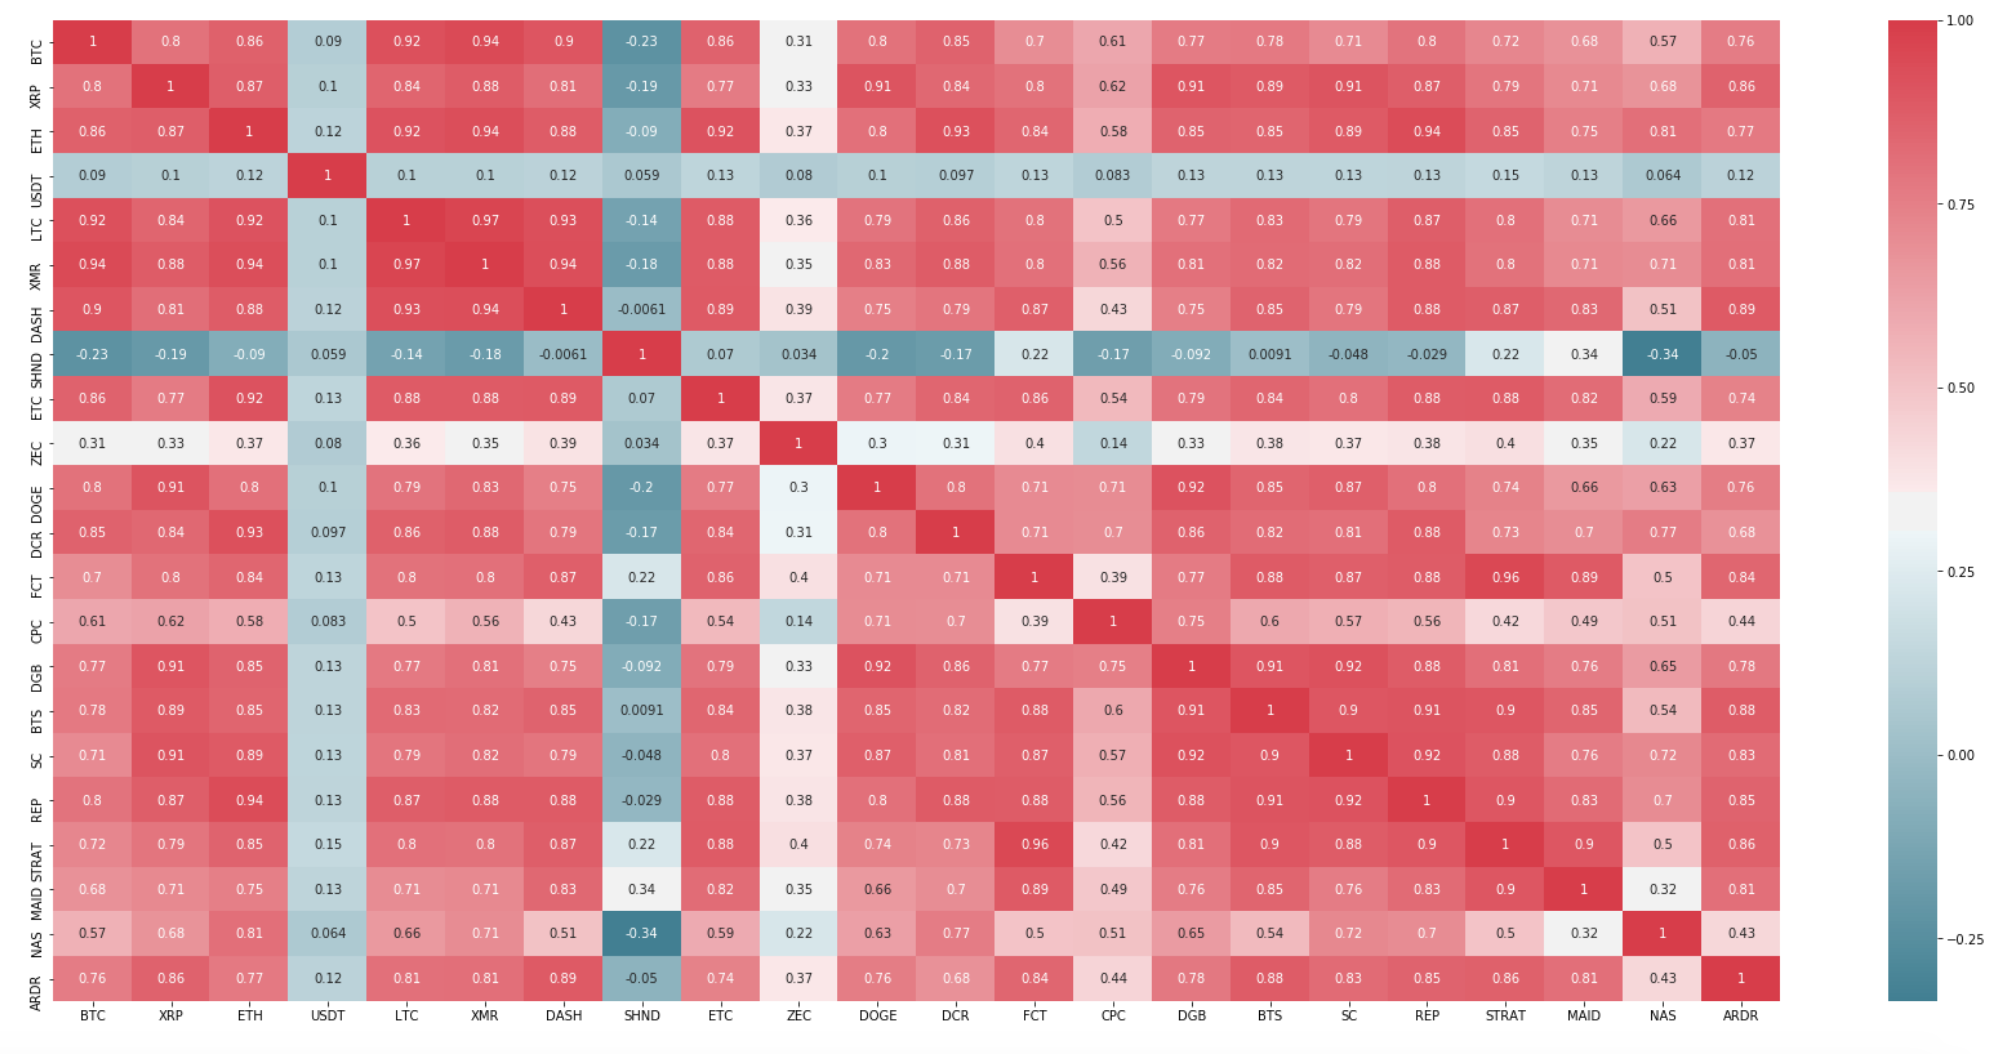 BTC 1 0.8 0.86 0.09 0.92 0.94 0.9 -0.23 0.86 0.31 0.8 0.85 0.7 0.61 0.77 0.78 0.71 0.8 0.72 0.68 0.57 0.76
XRP 0.8 1 0.87 0.1 0.84 0.88 0.81 -0.19 0.77 0.33 0.91 0.84 0.8 0.62 0.91 0.89 0.91 0.87 0.79 0.71 0.68 0.86
ETH 0.86 0.87 1 0.12 0.92 0.94 0.88 -0.09 0.92 0.37 0.8 0.93 0.84 0.58 0.85 0.85 0.89 0.94 0.85 0.75 0.81 0.77
USDT 0.09 0.1 0.12 1 0.1 0.1 0.12 0.059 0.13 0.08 0.1 0.097 0.13 0.083 0.13 0.13 0.13 0.13 0.15 0.13 0.064 0.12
LTC 0.92 0.84 0.92 0.1 1 0.97 0.93 -0.14 0.88 0.36 0.79 0.86 0.8 0.5 0.77 0.83 0.79 0.87 0.8 0.71 0.66 0.81
XMR 0.94 0.88 0.94 0.1 0.97 1 0.94 -0.18 0.88 0.35 0.83 0.88 0.8 0.56 0.81 0.82 0.82 0.88 0.8 0.71 0.71 0.81
DASH 0.9 0.81 0.88 0.12 0.93 0.94 1 -0.0061 0.89 0.39 0.75 0.79 0.87 0.43 0.75 0.85 0.79 0.88 0.87 0.83 0.51 0.89
SHND -0.23 -0.19 -0.09 0.059 -0.14 -0.18 -0.0061 1 0.07 0.034 -0.2 -0.17 0.22 -0.17 -0.092 0.0091 -0.048 -0.029 0.22 0.34 -0.34 -0.05
ETC 0.86 0.77 0.92 0.13 0.88 0.88 0.89 0.07 1 0.37 0.77 0.84 0.86 0.54 0.79 0.84 0.8 0.88 0.88 0.82 0.59 0.74
ZEC 0.31 0.33 0.37 0.08 0.36 0.35 0.39 0.034 0.37 1 0.3 0.31 0.4 0.14 0.33 0.38 0.37 0.38 0.4 0.35 0.22 0.37
DOGE 0.8 0.91 0.8 0.1 0.79 0.83 0.75 -0.2 0.77 0.3 1 0.8 0.71 0.71 0.92 0.85 0.87 0.8 0.74 0.66 0.63 0.76
DCR 0.85 0.84 0.93 0.097 0.86 0.88 0.79 -0.17 0.84 0.31 0.8 1 0.71 0.7 0.86 0.82 0.81 0.88 0.73 0.7 0.77 0.68
FCT 0.7 0.8 0.84 0.13 0.8 0.8 0.87 0.22 0.86 0.4 0.71 0.71 1 0.39 0.77 0.88 0.87 0.88 0.96 0.89 0.5 0.84
CPC 0.61 0.62 0.58 0.083 0.5 0.56 0.43 -0.17 0.54 0.14 0.71 0.7 0.39 1 0.75 0.6 0.57 0.56 0.42 0.49 0.51 0.44
DGB 0.77 0.91 0.85 0.13 0.77 0.81 0.75 -0.092 0.79 0.33 0.92 0.86 0.77 0.75 1 0.91 0.92 0.88 0.81 0.76 0.65 0.78
BTS 0.78 0.89 0.85 0.13 0.83 0.82 0.85 0.0091 0.84 0.38 0.85 0.82 0.88 0.6 0.91 1 0.9 0.91 0.9 0.85 0.54 0.88
SC 0.71 0.91 0.89 0.13 0.79 0.82 0.79 -0.048 0.8 0.37 0.87 0.81 0.87 0.57 0.92 0.9 1 0.92 0.88 0.76 0.72 0.83
REP 0.8 0.87 0.94 0.13 0.87 0.88 0.88 -0.029 0.88 0.38 0.8 0.88 0.88 0.56 0.88 0.91 0.92 1 0.9 0.83 0.7 0.85
STRAT 0.72 0.79 0.85 0.15 0.8 0.8 0.87 0.22 0.88 0.4 0.74 0.73 0.96 0.42 0.81 0.9 0.88 0.9 1 0.9 0.5 0.86
MAID 0.68 0.71 0.75 0.13 0.71 0.71 0.83 0.34 0.82 0.35 0.66 0.7 0.89 0.49 0.76 0.85 0.76 0.83 0.9 1 0.32 0.81
NAS 0.57 0.68 0.81 0.064 0.66 0.71 0.51 -0.34 0.59 0.22 0.63 0.77 0.5 0.51 0.65 0.54 0.72 0.7 0.5 0.32 1 0.43
ARDR 0.76 0.86 0.77 0.12 0.81 0.81 0.89 -0.05 0.74 0.37 0.76 0.68 0.84 0.44 0.78 0.88 0.83 0.85 0.86 0.81 0.43 1
BTC XRP ETH USDT LTC XMR DASH SHND ETC ZEC DOGE DCR FCT CPC DGB BTS SC REP STRAT MAID NAS ARDR
1.00
0.75
0.50
0.25
0.00
−0.25